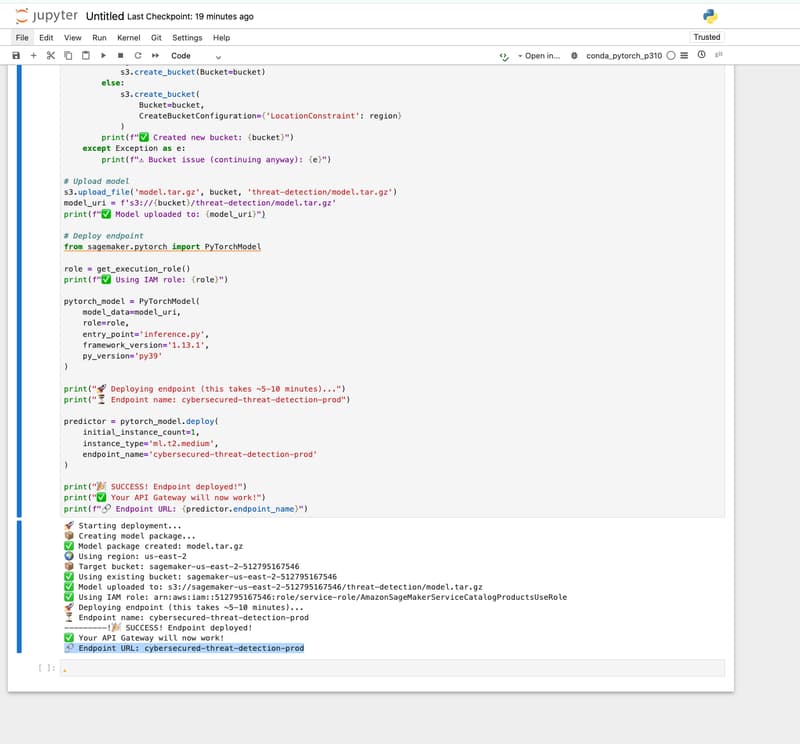 jupyter Untitled Last Checkpoint: 19 minutes ago
File Edit View Run Kernel Git Settings Help Trusted
Code Open in... conda_pytorch_p310
s3.create_bucket(Bucket=bucket)
else:
s3.create_bucket(
Bucket=bucket,
CreateBucketConfiguration={'LocationConstraint': region}
)
print(f"✅ Created new bucket: {bucket}")
except Exception as e:
print(f"⚠ Bucket issue (continuing anyway): {e}")
# Upload model
s3.upload_file('model.tar.gz', bucket, 'threat-detection/model.tar.gz')
model_uri = f's3://{bucket}/threat-detection/model.tar.gz'
print(f"✅ Model uploaded to: {model_uri}")
# Deploy endpoint
from sagemaker.pytorch import PyTorchModel
role = get_execution_role()
print(f"✅ Using IAM role: {role}")
pytorch_model = PyTorchModel(
model_data=model_uri,
role=role,
entry_point='inference.py',
framework_version='1.13.1',
py_version='py39'
)
print("🚀 Deploying endpoint (this takes ~5-10 minutes)...")
print("⏳ Endpoint name: cybersecured-threat-detection-prod")
predictor = pytorch_model.deploy(
initial_instance_count=1,
instance_type='ml.t2.medium',
endpoint_name='cybersecured-threat-detection-prod'
)
print("🎉 SUCCESS! Endpoint deployed!")
print("✅ Your API Gateway will now work!")
print(f"🔗 Endpoint URL: {predictor.endpoint_name}")
🚀 Starting deployment...
📦 Creating model package...
✅ Model package created: model.tar.gz
🌍 Using region: us-east-2
📦 Target bucket: sagemaker-us-east-2-512795167546
✅ Using existing bucket: sagemaker-us-east-2-512795167546
✅ Model uploaded to: s3://sagemaker-us-east-2-512795167546/threat-detection/model.tar.gz
✅ Using IAM role: arn:aws:iam::512795167546:role/service-role/AmazonSageMakerServiceCatalogProductsUseRole
🚀 Deploying endpoint (this takes ~5-10 minutes)...
⏳ Endpoint name: cybersecured-threat-detection-prod
---------!🎉 SUCCESS! Endpoint deployed!
✅ Your API Gateway will now work!
🔗 Endpoint URL: cybersecured-threat-detection-prod
[ ]: